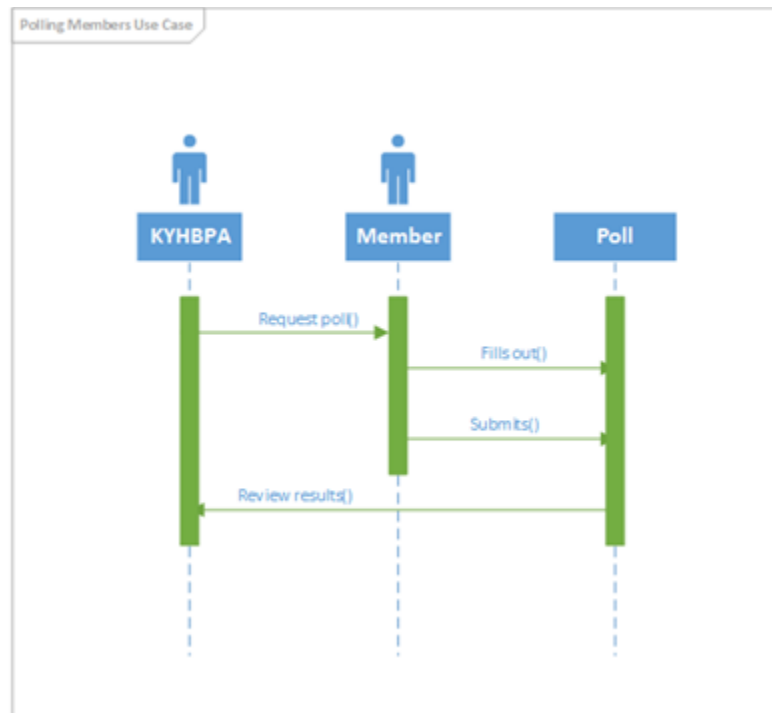 Polling Members Use Case
KYHBPA
Member
Poll
Request poll()
Fills out()
Submits()
Review results()